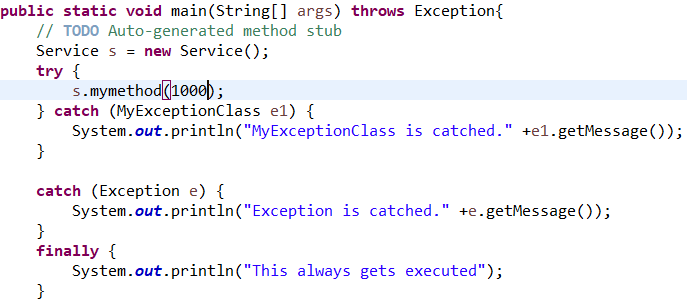 public static void main(String[] args) throws Exception{
// TODO Auto-generated method stub
Service s = new Service();
try {
s.mymethod(1000);
} catch (MyExceptionClass e1) {
System.out.println("MyExceptionClass is catched." +e1.getMessage());
}
catch (Exception e) {
System.out.println("Exception is catched." +e.getMessage());
}
finally {
System.out.println("This always gets executed");
}